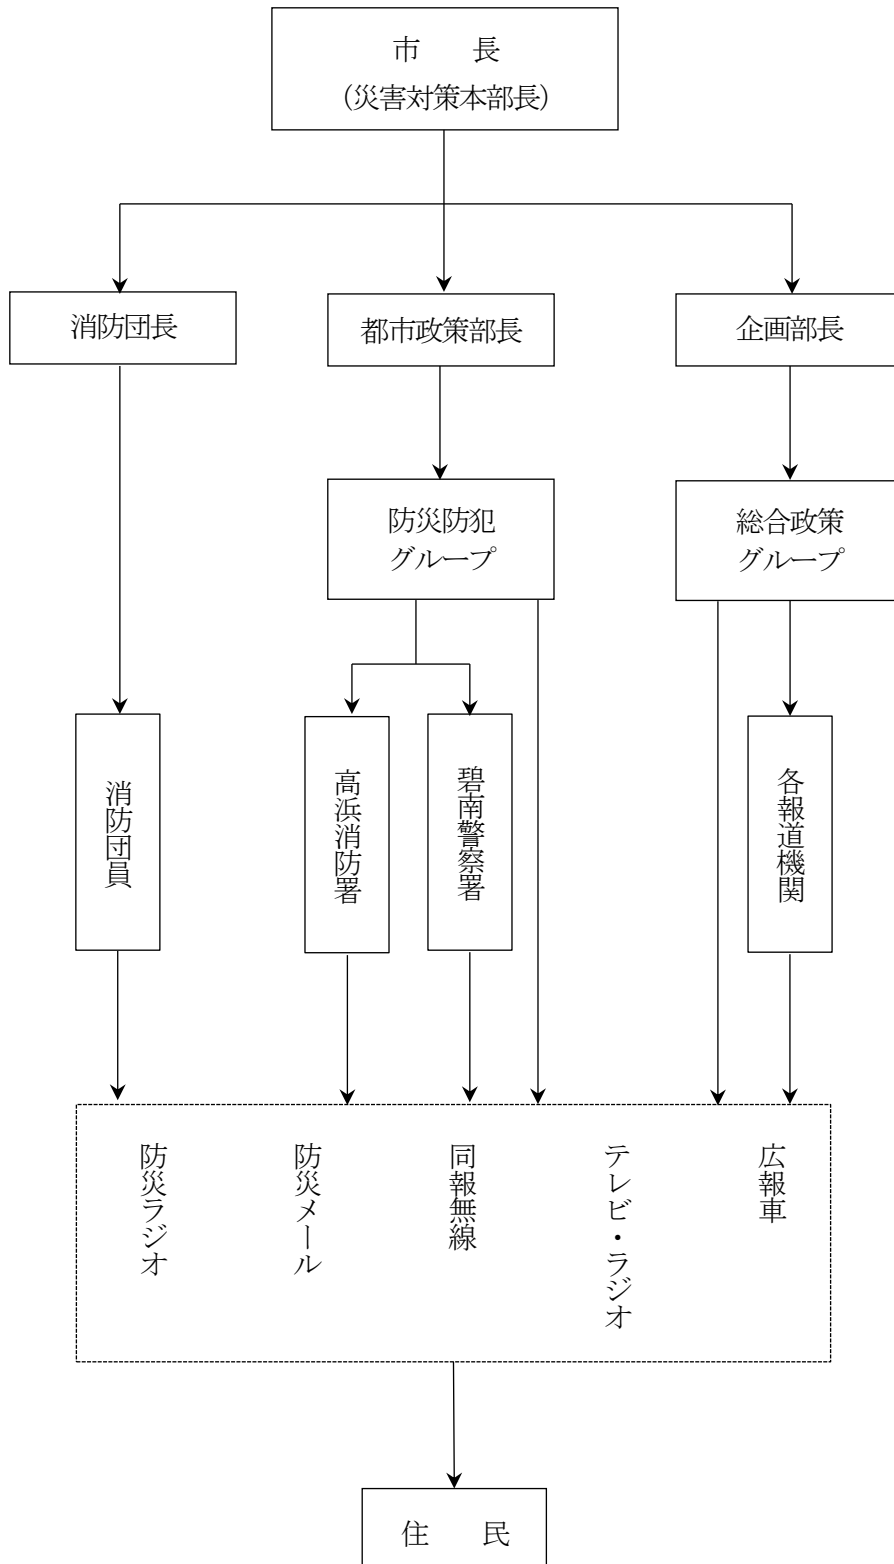 市　　長
（災害対策本部長）
消防団長
都市政策部長
企画部長
防災防犯
グループ
総合政策
グループ
消防団員
高浜消防署
碧南警察署
各報道機関
広報車
テレビ・ラジオ
同報無線
防災メール
防災ラジオ
住　　民